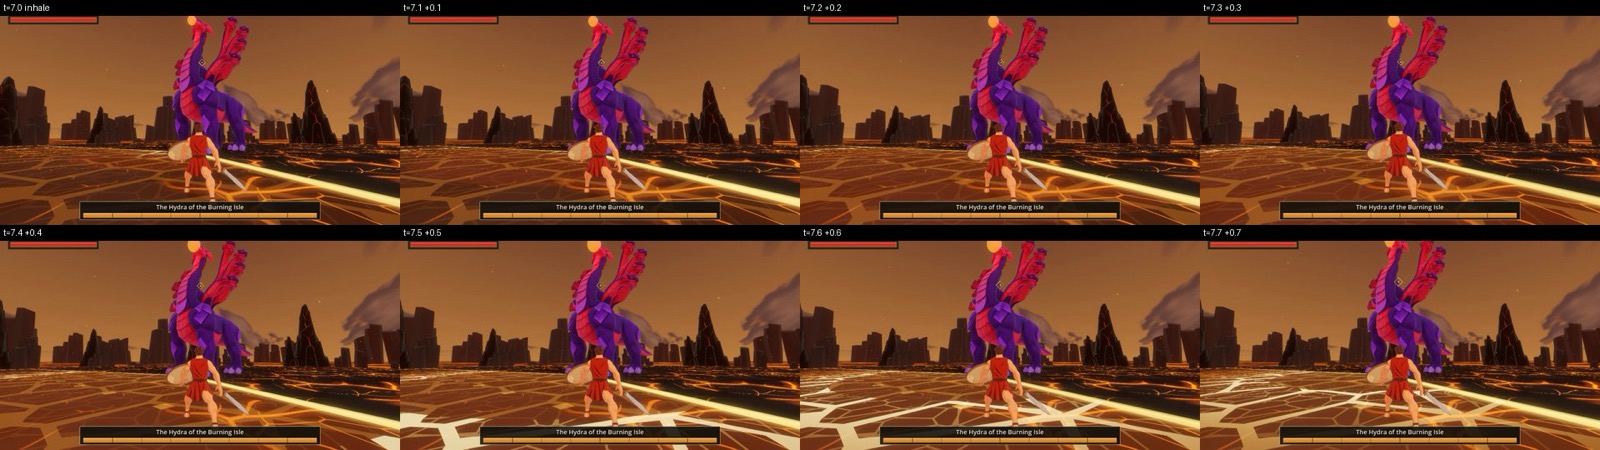 t=7.0 inhale
t=7.1 +0.1
t=7.2 +0.2
t=7.3 +0.3
The Hydra of the Burning Isle
The Hydra of the Burning Isle
The Hydra of the Burning Isle
The Hydra of the Burning Isle
t=7.4 +0.4
t=7.5 +0.5
t=7.6 +0.6
t=7.7 +0.7
The Hydra of the Burning Isle
The Hydra of the Burning Isle
The Hydra of the Burning Isle
The Hydra of the Burning Isle